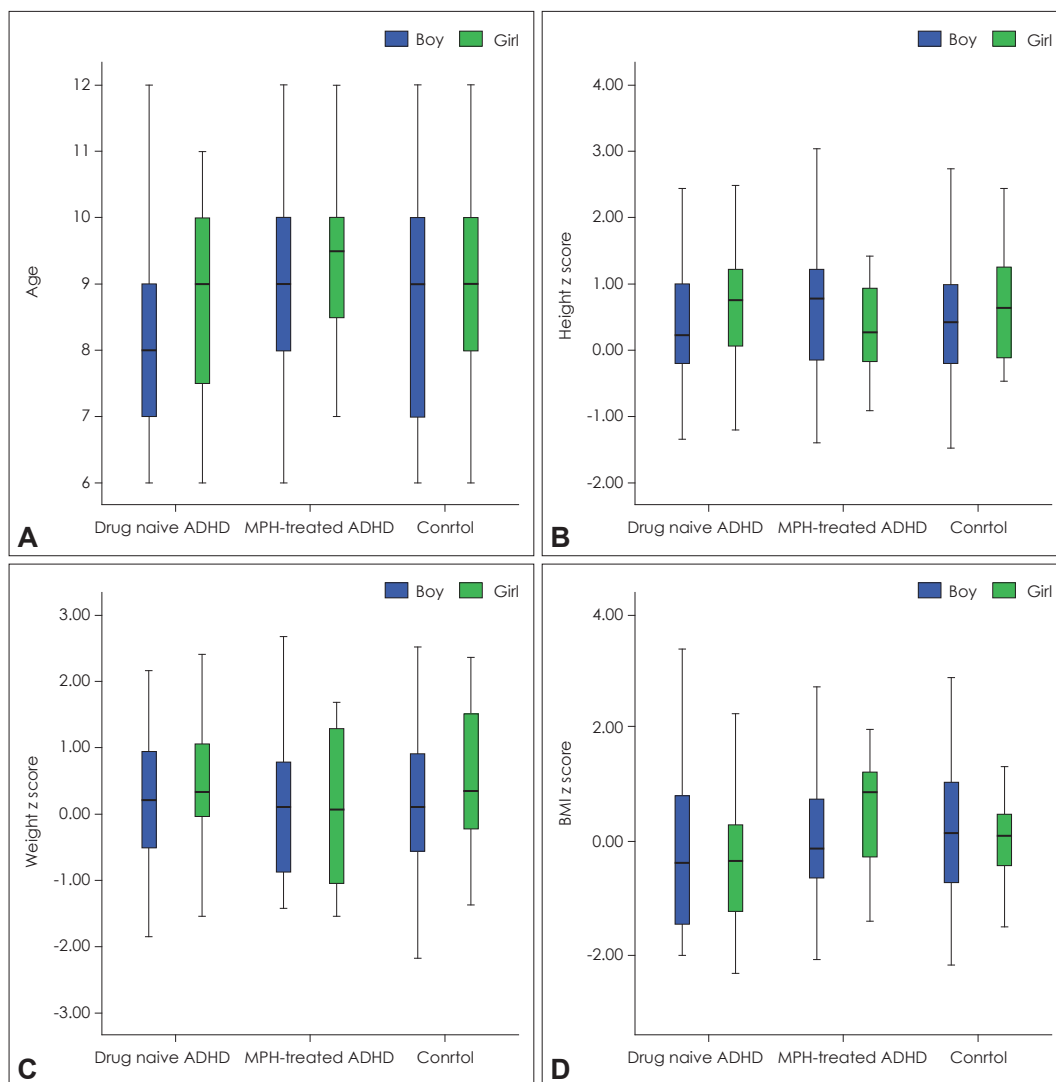 Boy Girl
12
11
10
9
8
7
6
Age
Drug naive ADHD MPH-treated ADHD Conrtol
A
Boy Girl
4.00
3.00
2.00
1.00
0.00
-1.00
-2.00
Height z score
Drug naive ADHD MPH-treated ADHD Conrtol
B
Boy Girl
3.00
2.00
1.00
0.00
-1.00
-2.00
-3.00
Weight z score
Drug naive ADHD MPH-treated ADHD Conrtol
C
Boy Girl
4.00
2.00
0.00
-2.00
BMI z score
Drug naive ADHD MPH-treated ADHD Conrtol
D